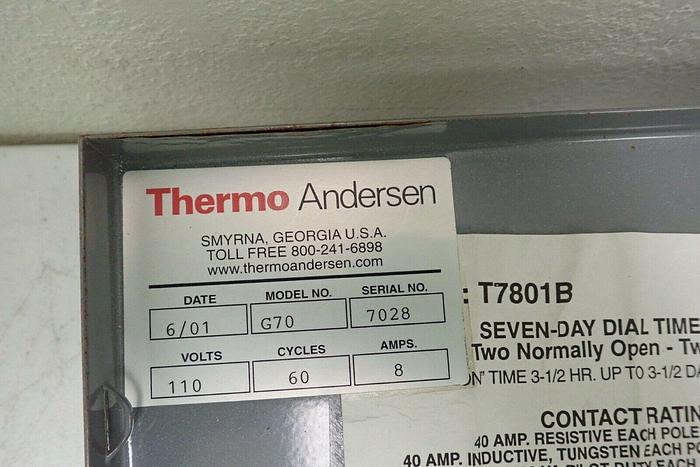 Thermo Andersen
SMYRNA, GEORGIA U.S.A.
TOLL FREE 800-241-6898
www.thermoandersen.com
DATE MODEL NO. SERIAL NO.
6/01 G70 7028
VOLTS CYCLES AMPS.
110 60 8
: T7801B
SEVEN-DAY DIAL TIME
Two Normally Open - Tw
ON" TIME 3-1/2 HR. UP TO 3-1/2 DA
CONTACT RATIN
40 AMP. RESISTIVE EACH POLE
40 AMP. INDUCTIVE, TUNGSTEN EACH PO
EACH